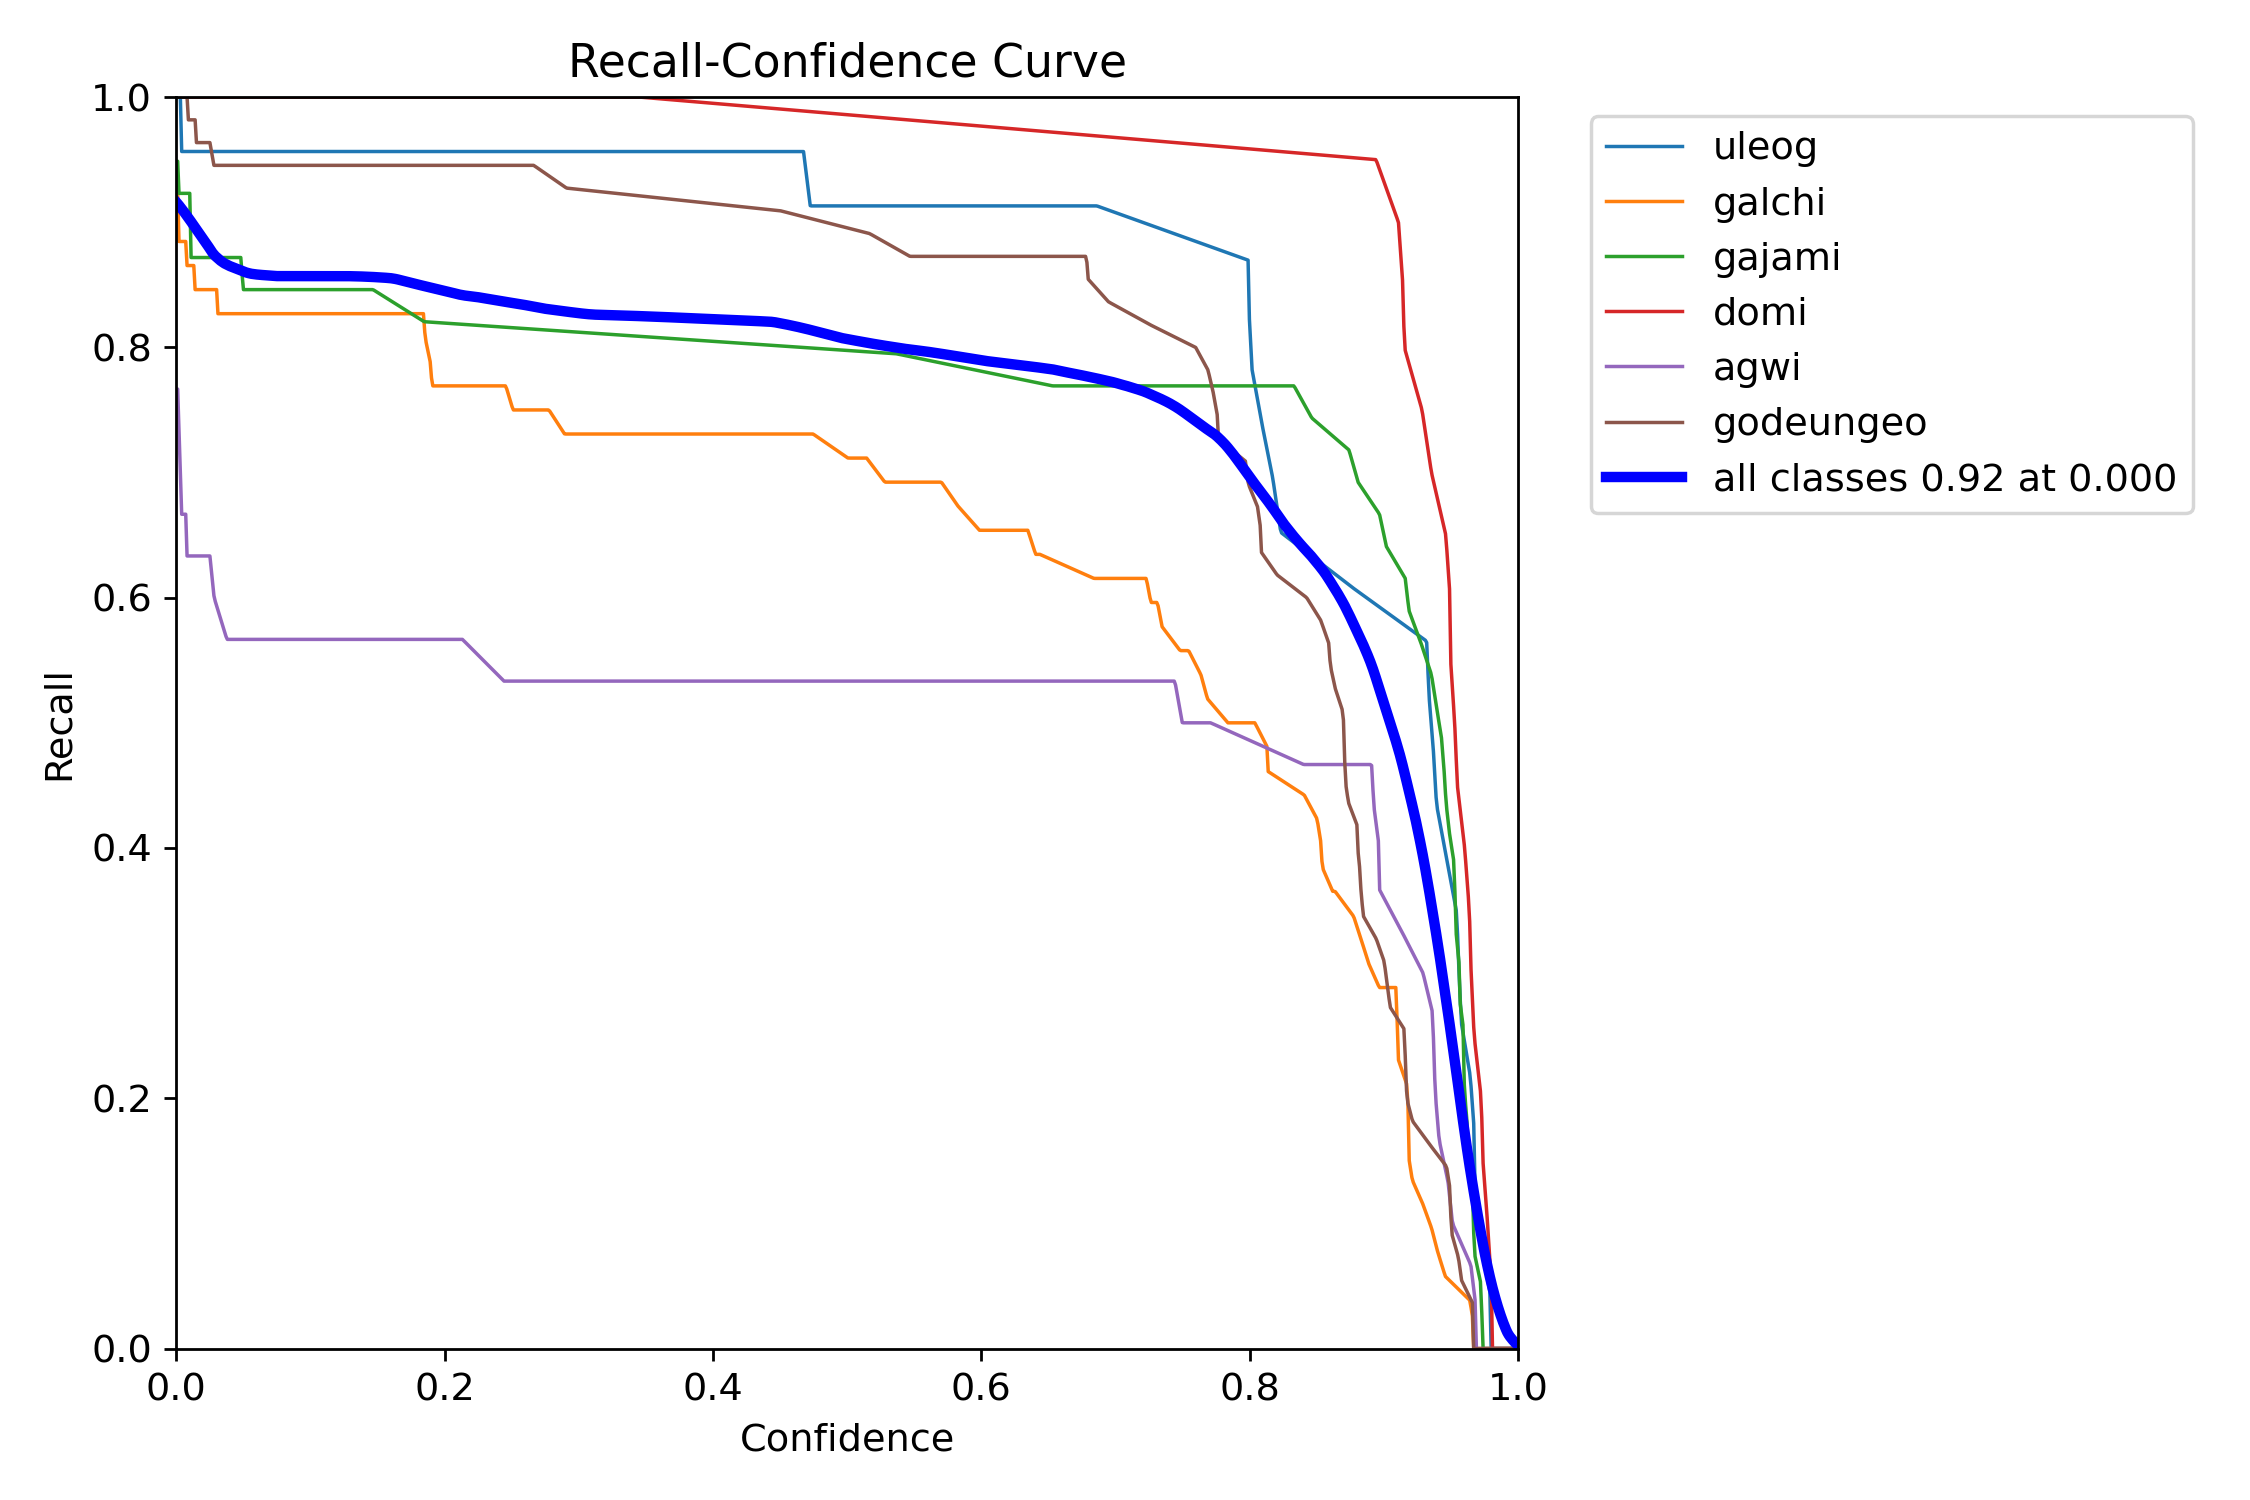 Recall-Confidence Curve
1.0
0.8
0.6
0.4
0.2
0.0
Recall
0.0 0.2 0.4 0.6 0.8 1.0
Confidence
uleog
galchi
gajami
domi
agwi
godeungeo
all classes 0.92 at 0.000